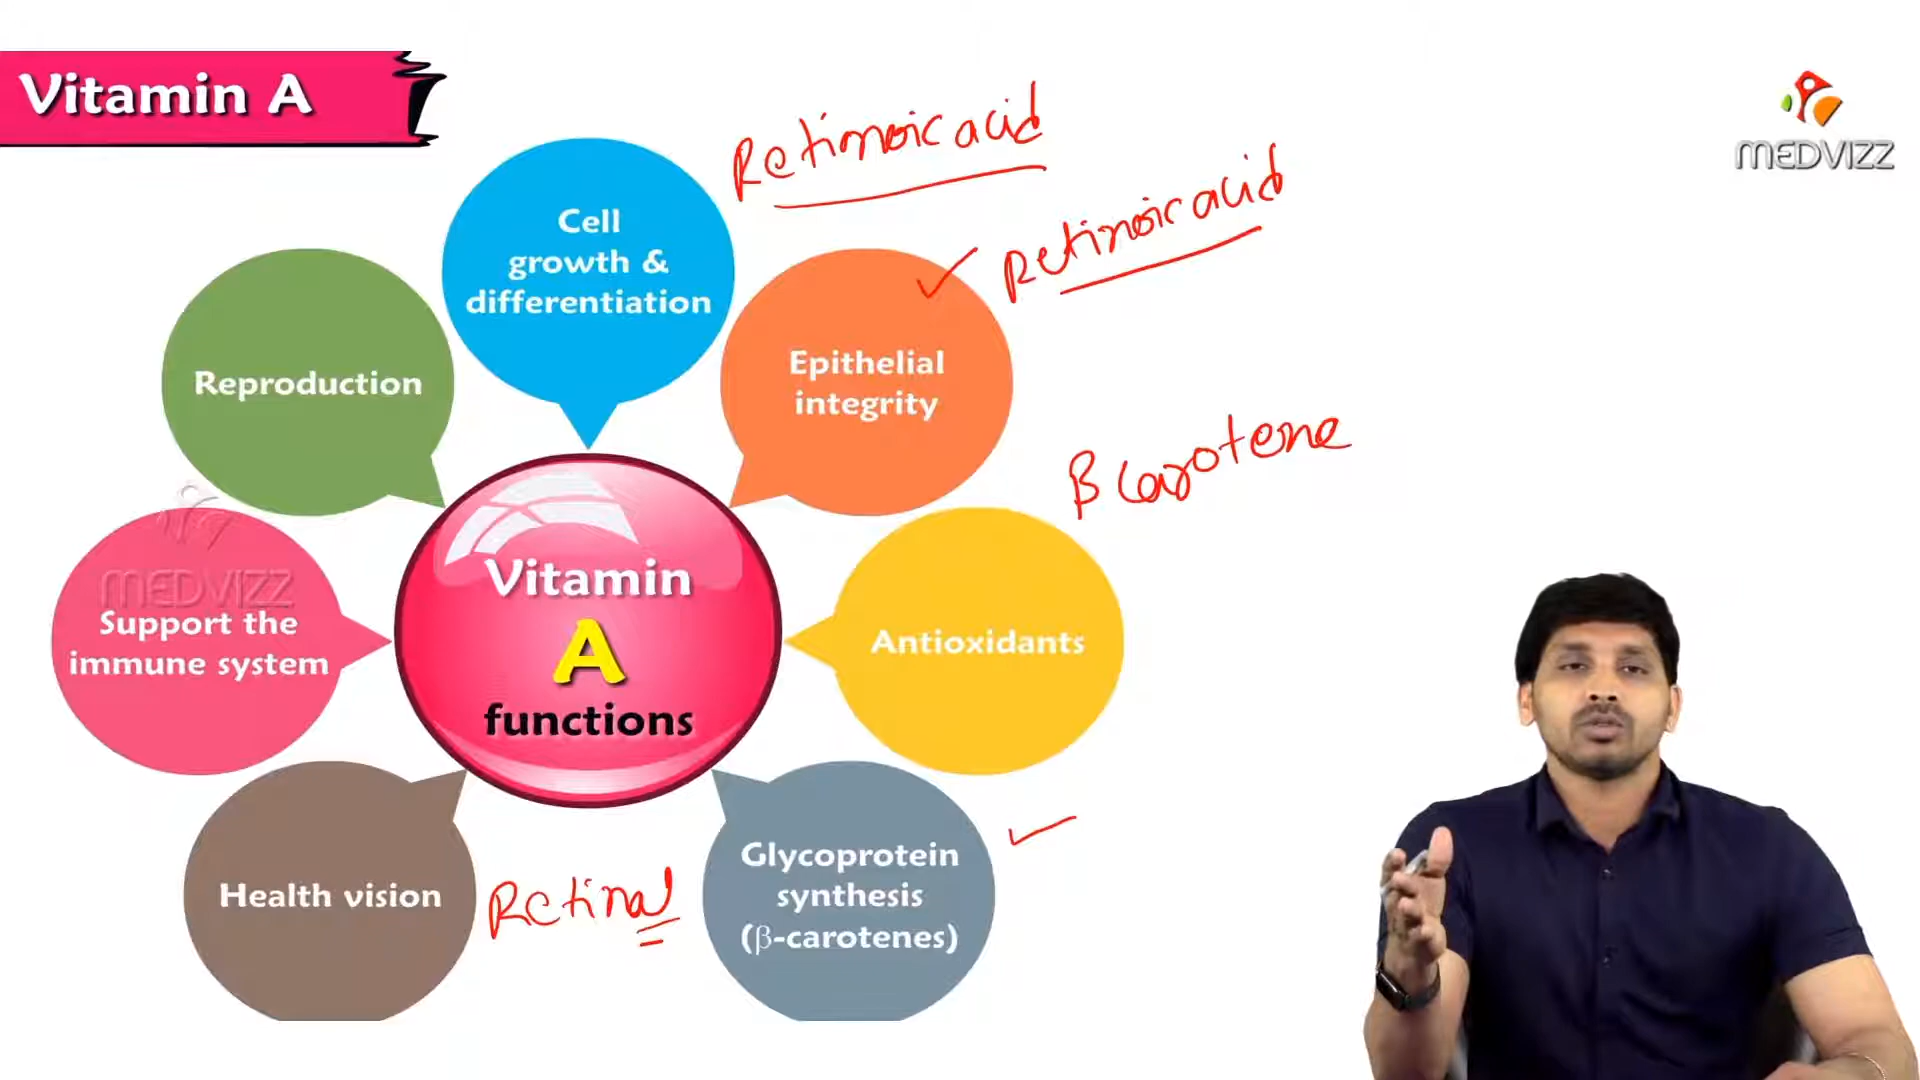 Vitamin A
MEDVIZZ
Retinoic acid
retinoic acid
Cell
growth &
differentiation
Reproduction
Epithelial
integrity
β carotene
MEDVIZZ
Support the
immune system
Vitamin
A
functions
Antioxidants
Health vision
Retinal
Glycoprotein
synthesis
(β-carotenes)